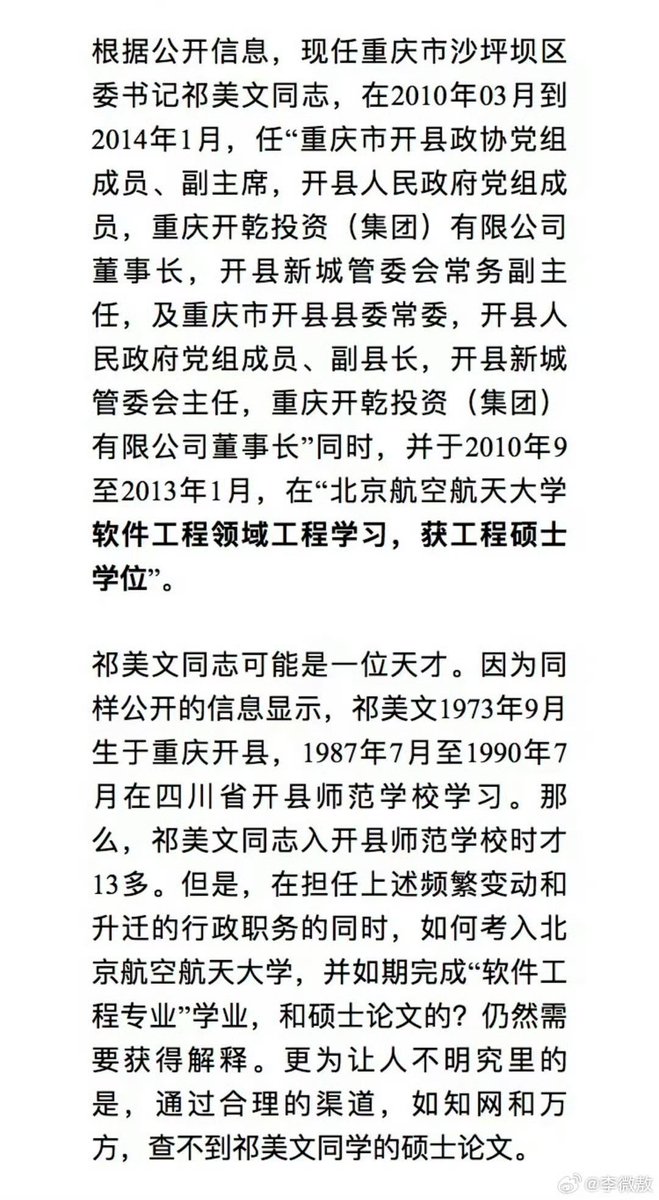 根据公开信息，现任重庆市沙坪坝区
委书记祁美文同志，在2010年03月到
2014年1月，任“重庆市开县政协党组
成员、副主席，开县人民政府党组成
员，重庆开乾投资（集团）有限公司
董事长，开县新城管委会常务副主
任，及重庆市开县县委常委，开县人
民政府党组成员、副县长，开县新城
管委会主任，重庆开乾投资（集团）
有限公司董事长”同时，并于2010年9
至2013年1月，在“北京航空航天大学
软件工程领域工程学习，获工程硕士
学位”。
祁美文同志可能是一位天才。因为同
样公开的信息显示，祁美文1973年9月
生于重庆开县，1987年7月至1990年7
月在四川省开县师范学校学习。那
么，祁美文同志入开县师范学校时才
13多。但是，在担任上述频繁变动和
升迁的行政职务的同时，如何考入北
京航空航天大学，并如期完成“软件工
程专业”学业，和硕士论文的？仍然需
要获得解释。更为让人不明究里的
是，通过合理的渠道，如知网和万
方，查不到祁美文同学的硕士论文。
@李微敖